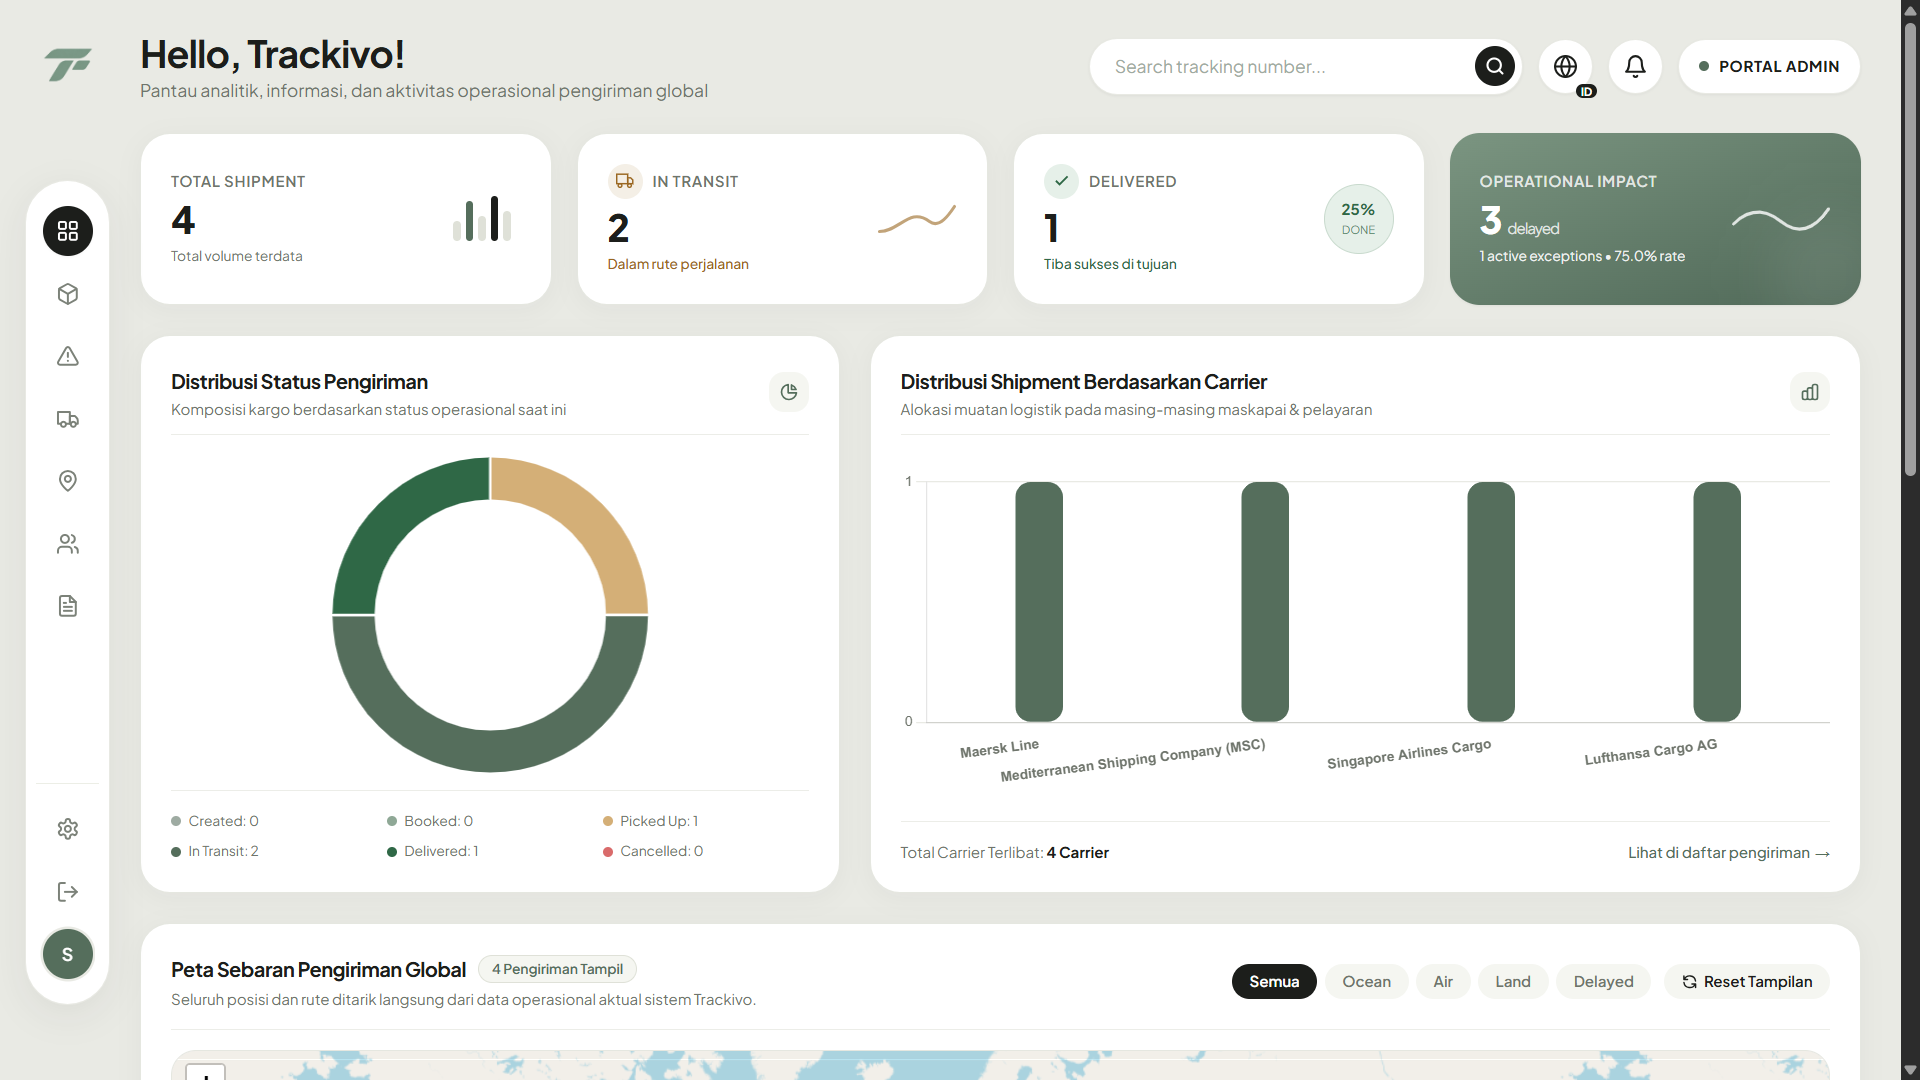 Hello, Trackivo!
Pantau analitik, informasi, dan aktivitas operasional pengiriman global
Search tracking number...
ID
PORTAL ADMIN
TOTAL SHIPMENT
4
Total volume terdata
IN TRANSIT
2
Dalam rute perjalanan
DELIVERED
1
Tiba sukses di tujuan
25%
DONE
OPERATIONAL IMPACT
3 delayed
1 active exceptions • 75.0% rate
Distribusi Status Pengiriman
Komposisi kargo berdasarkan status operasional saat ini
Created: 0
Booked: 0
Picked Up: 1
In Transit: 2
Delivered: 1
Cancelled: 0
Distribusi Shipment Berdasarkan Carrier
Alokasi muatan logistik pada masing-masing maskapai & pelayaran
1
0
Maersk Line
Mediterranean Shipping Company (MSC)
Singapore Airlines Cargo
Lufthansa Cargo AG
Total Carrier Terlibat: 4 Carrier
Lihat di daftar pengiriman →
S
Peta Sebaran Pengiriman Global
4 Pengiriman Tampil
Seluruh posisi dan rute ditarik langsung dari data operasional aktual sistem Trackivo.
Semua
Ocean
Air
Land
Delayed
Reset Tampilan